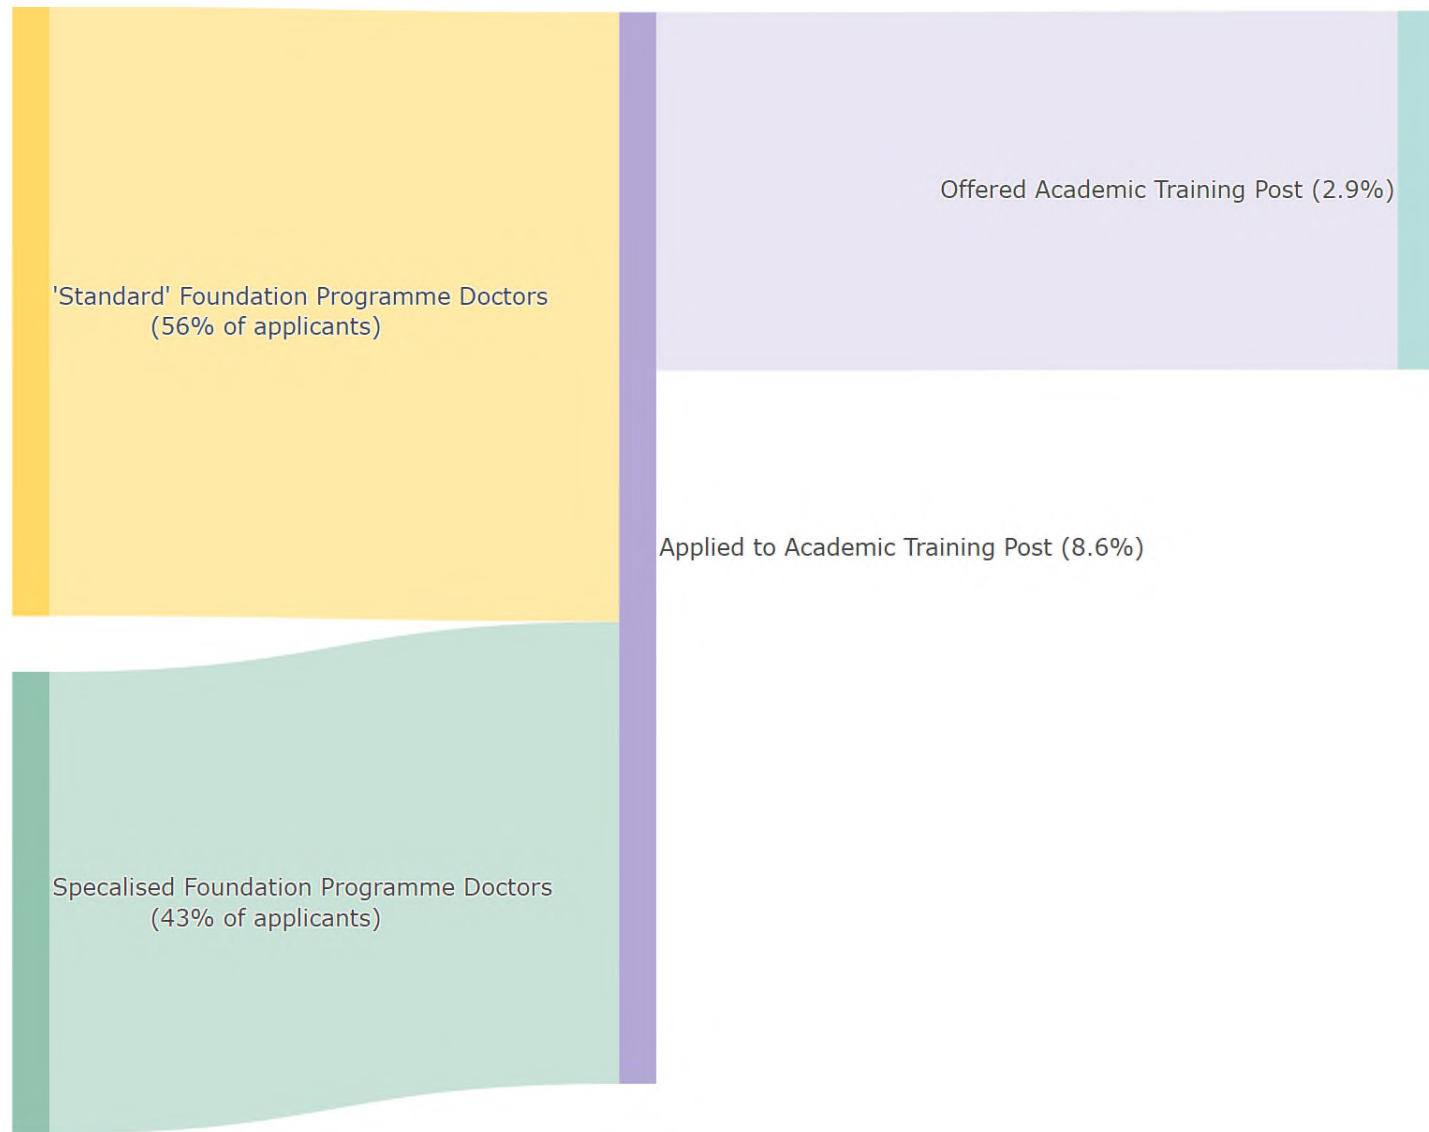 Offered Academic Training Post (2.9%)
'Standard' Foundation Programme Doctors
(56% of applicants)
Applied to Academic Training Post (8.6%)
Specalised Foundation Programme Doctors
(43% of applicants)